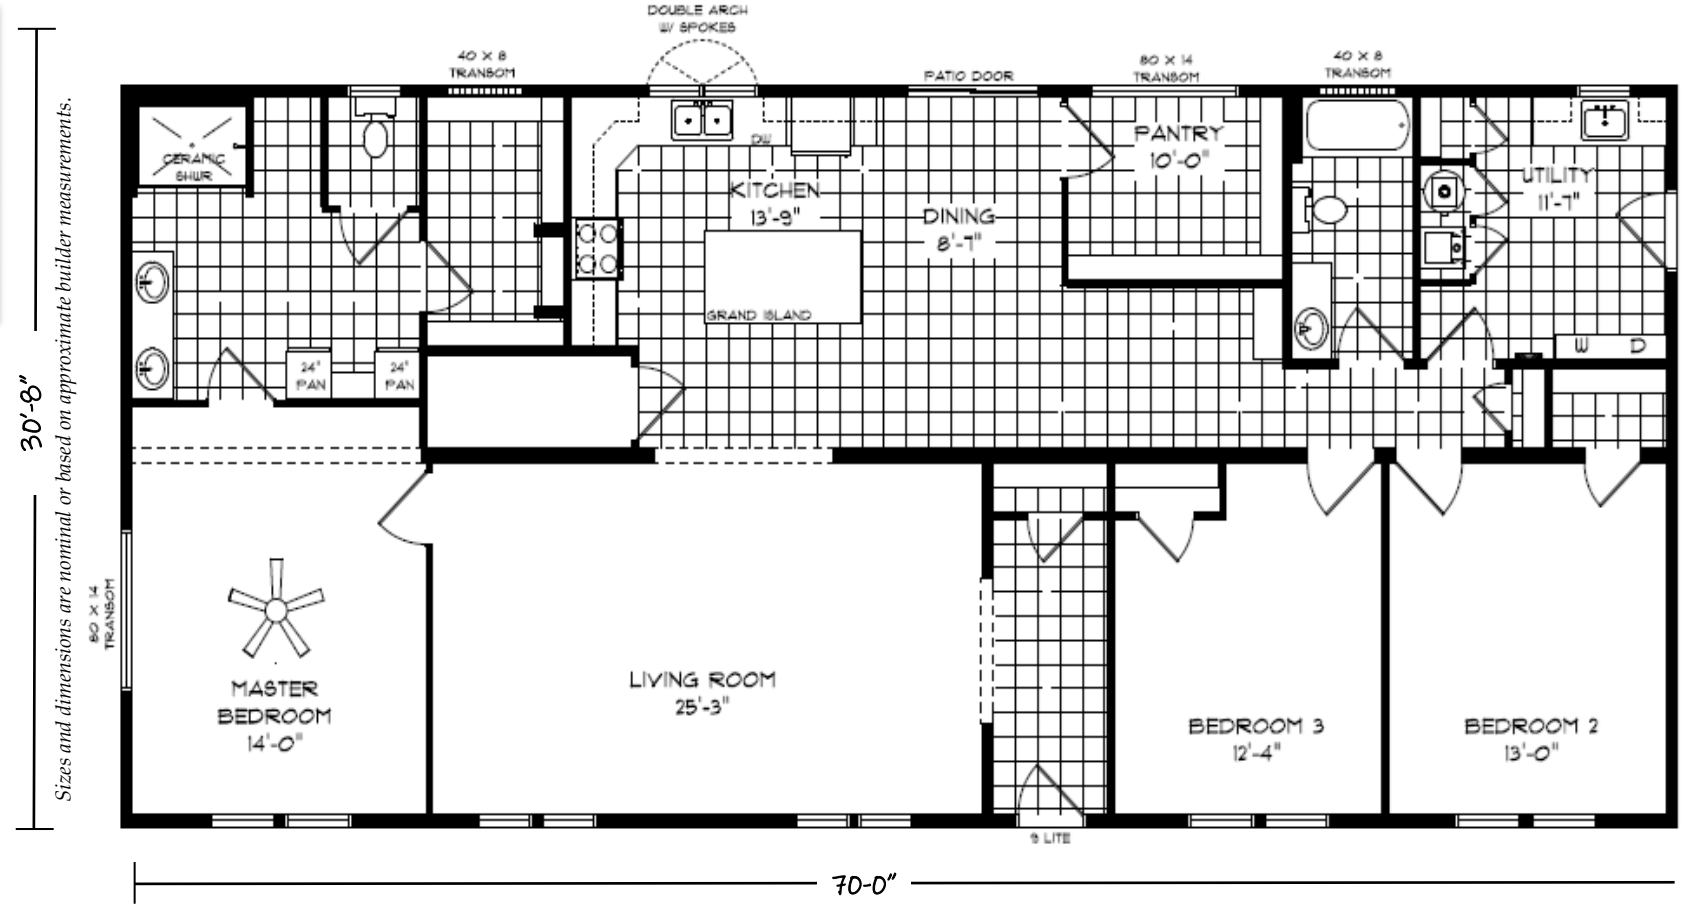 DOUBLE ARCH
W/ SPOKES
40 X 8
TRANSOM
PATIO DOOR
80 X 14
TRANSOM
40 X 8
TRANSOM
CERAMIC
SHWR
DW
KITCHEN
13'-9"
DINING
8'-7"
PANTRY
10'-0"
UTILITY
11'-7"
GRAND ISLAND
24"
PAN
24"
PAN
W D
30'-8"
Sizes and dimensions are nominal or based on approximate builder measurements.
80 X 14
TRANSOM
MASTER
BEDROOM
14'-0"
LIVING ROOM
25'-3"
BEDROOM 3
12'-4"
BEDROOM 2
13'-0"
9 LITE
70-0"